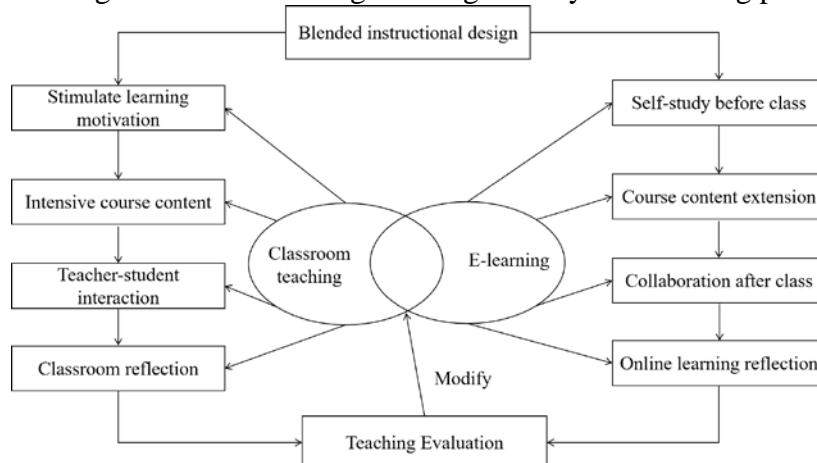 Blended instructional design
Stimulate learning
motivation
Self-study before class
Intensive course content
Course content extension
Classroom
teaching
E-learning
Teacher-student
interaction
Collaboration after class
Classroom reflection
Online learning reflection
Modify
Teaching Evaluation